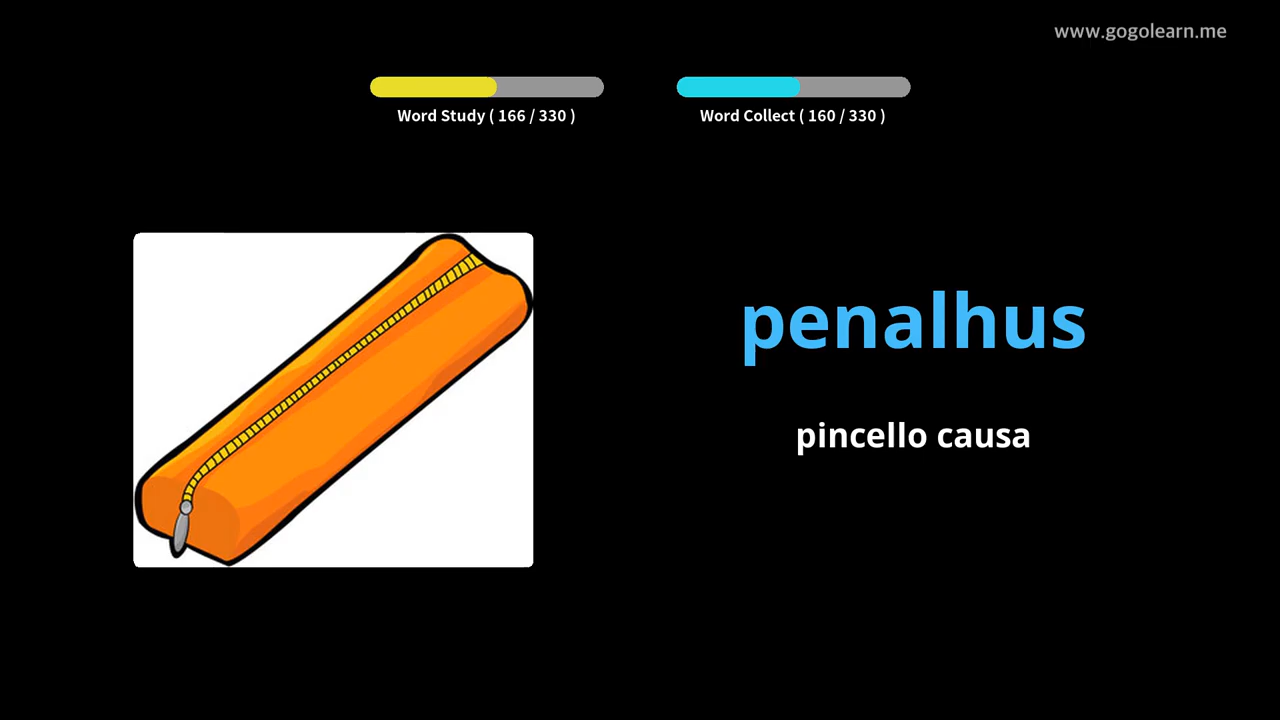 www.gogolearn.me
Word Study ( 166 / 330 )
Word Collect ( 160 / 330 )
penalhus
pincello causa